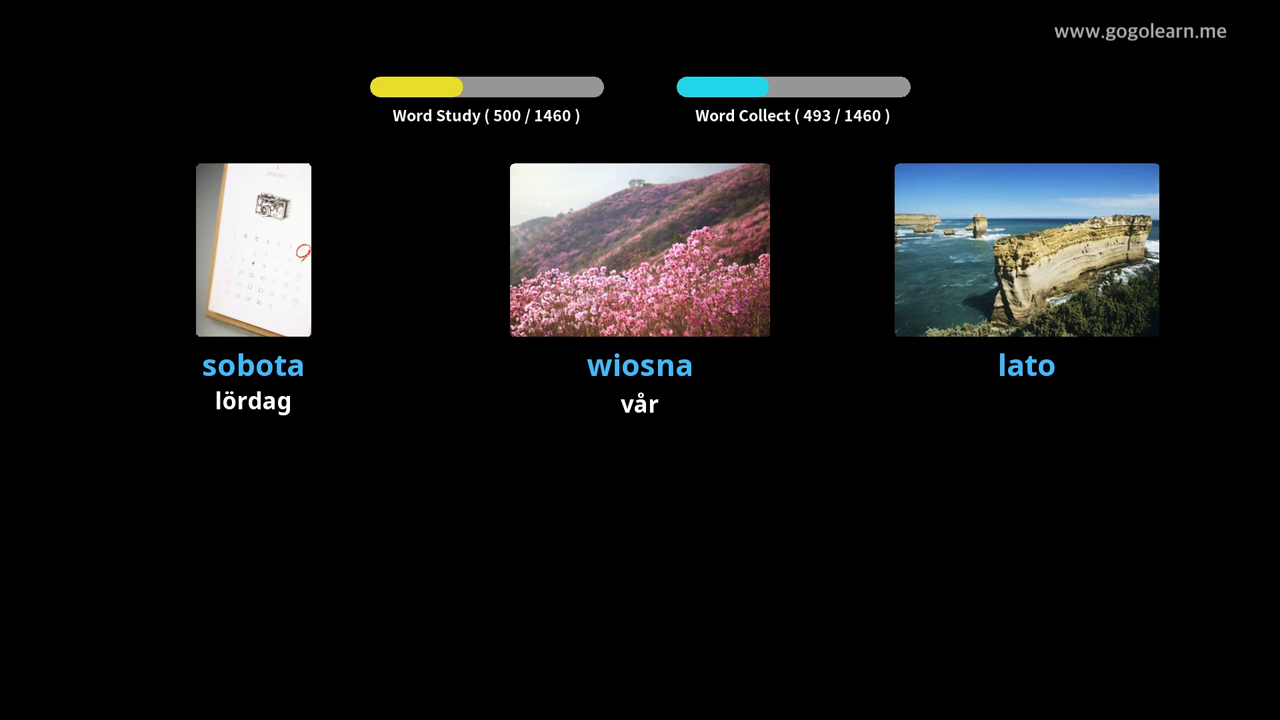 www.gogolearn.me
Word Study ( 500 / 1460 )
Word Collect ( 493 / 1460 )
sobota
wiosna
lato
lördag
vår